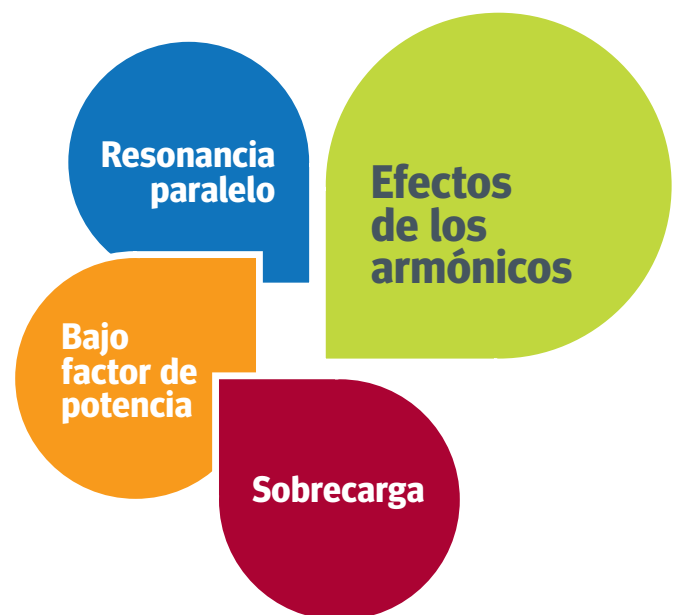 Resonancia
paralelo
Efectos
de los
armónicos
Bajo
factor de
potencia
Sobrecarga